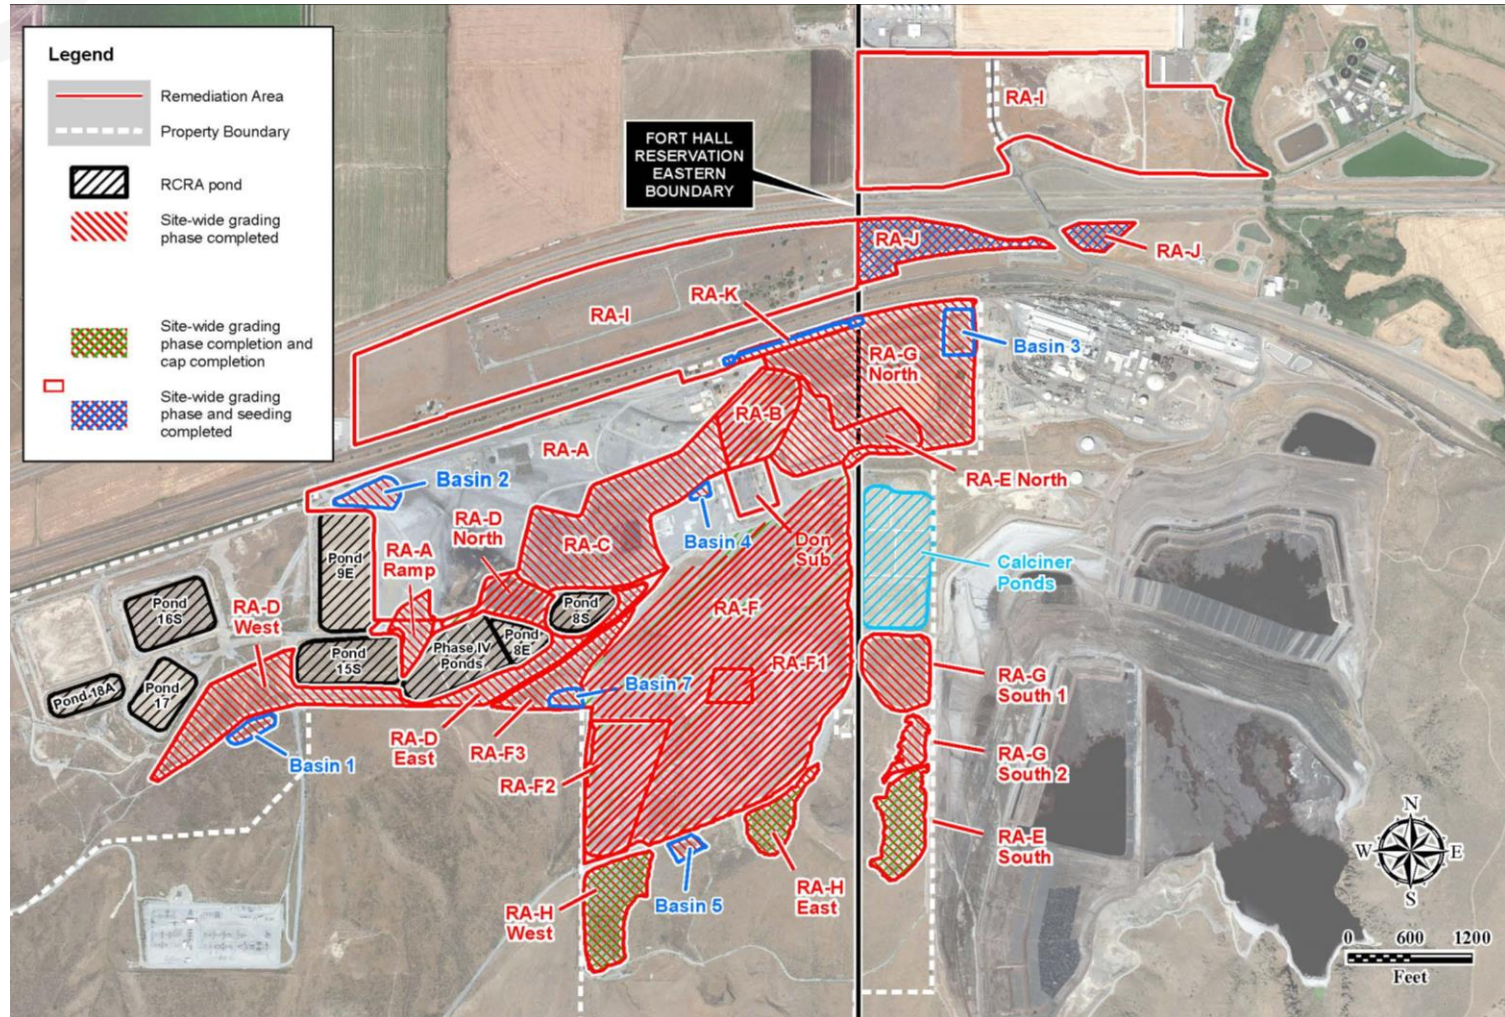 Legend
Remediation Area
Property Boundary
RCRA pond
Site-wide grading
phase completed
Site-wide grading
phase completion and
cap completion
Site-wide grading
phase and seeding
completed
FORT HALL
RESERVATION
EASTERN
BOUNDARY
RA-I
RA-J
RA-J
RA-K
RA-I
RA-G
North
Basin 3
RA-B
RA-A
RA-E North
Basin 2
RA-D
North
RA-C
Basin 4
Don
Sub
Calciner
Ponds
RA-A
Ramp
Pond
9E
Pond
16S
RA-D
West
Pond
8S
RA-F
Phase IV
Ponds
Pond
8E
Pond
15S
RA-F1
RA-G
South 1
Pond-18A
Pond
17
Basin 7
RA-D
East
RA-F3
Basin 1
RA-F2
RA-G
South 2
RA-E
South
RA-H
East
Basin 5
RA-H
West
N
W
E
S
0 600 1200
Feet